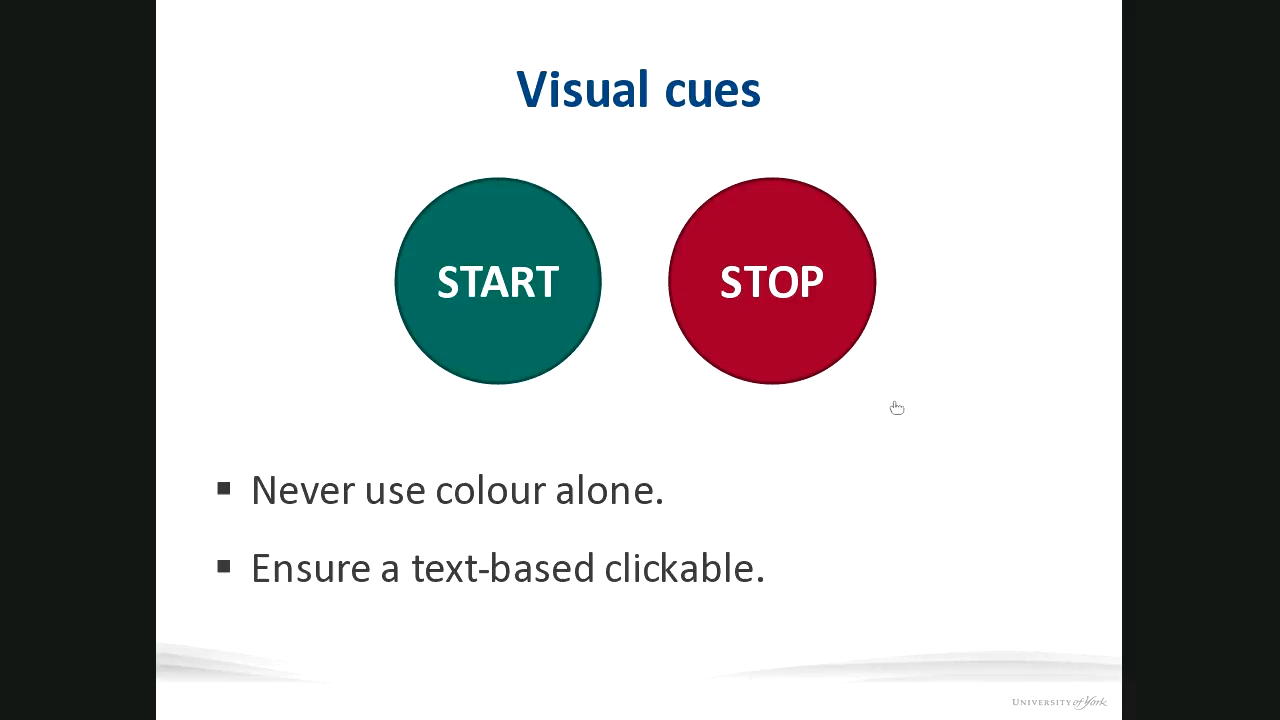 Visual cues
START
STOP
Never use colour alone.
Ensure a text-based clickable.
UNIVERSITY of York